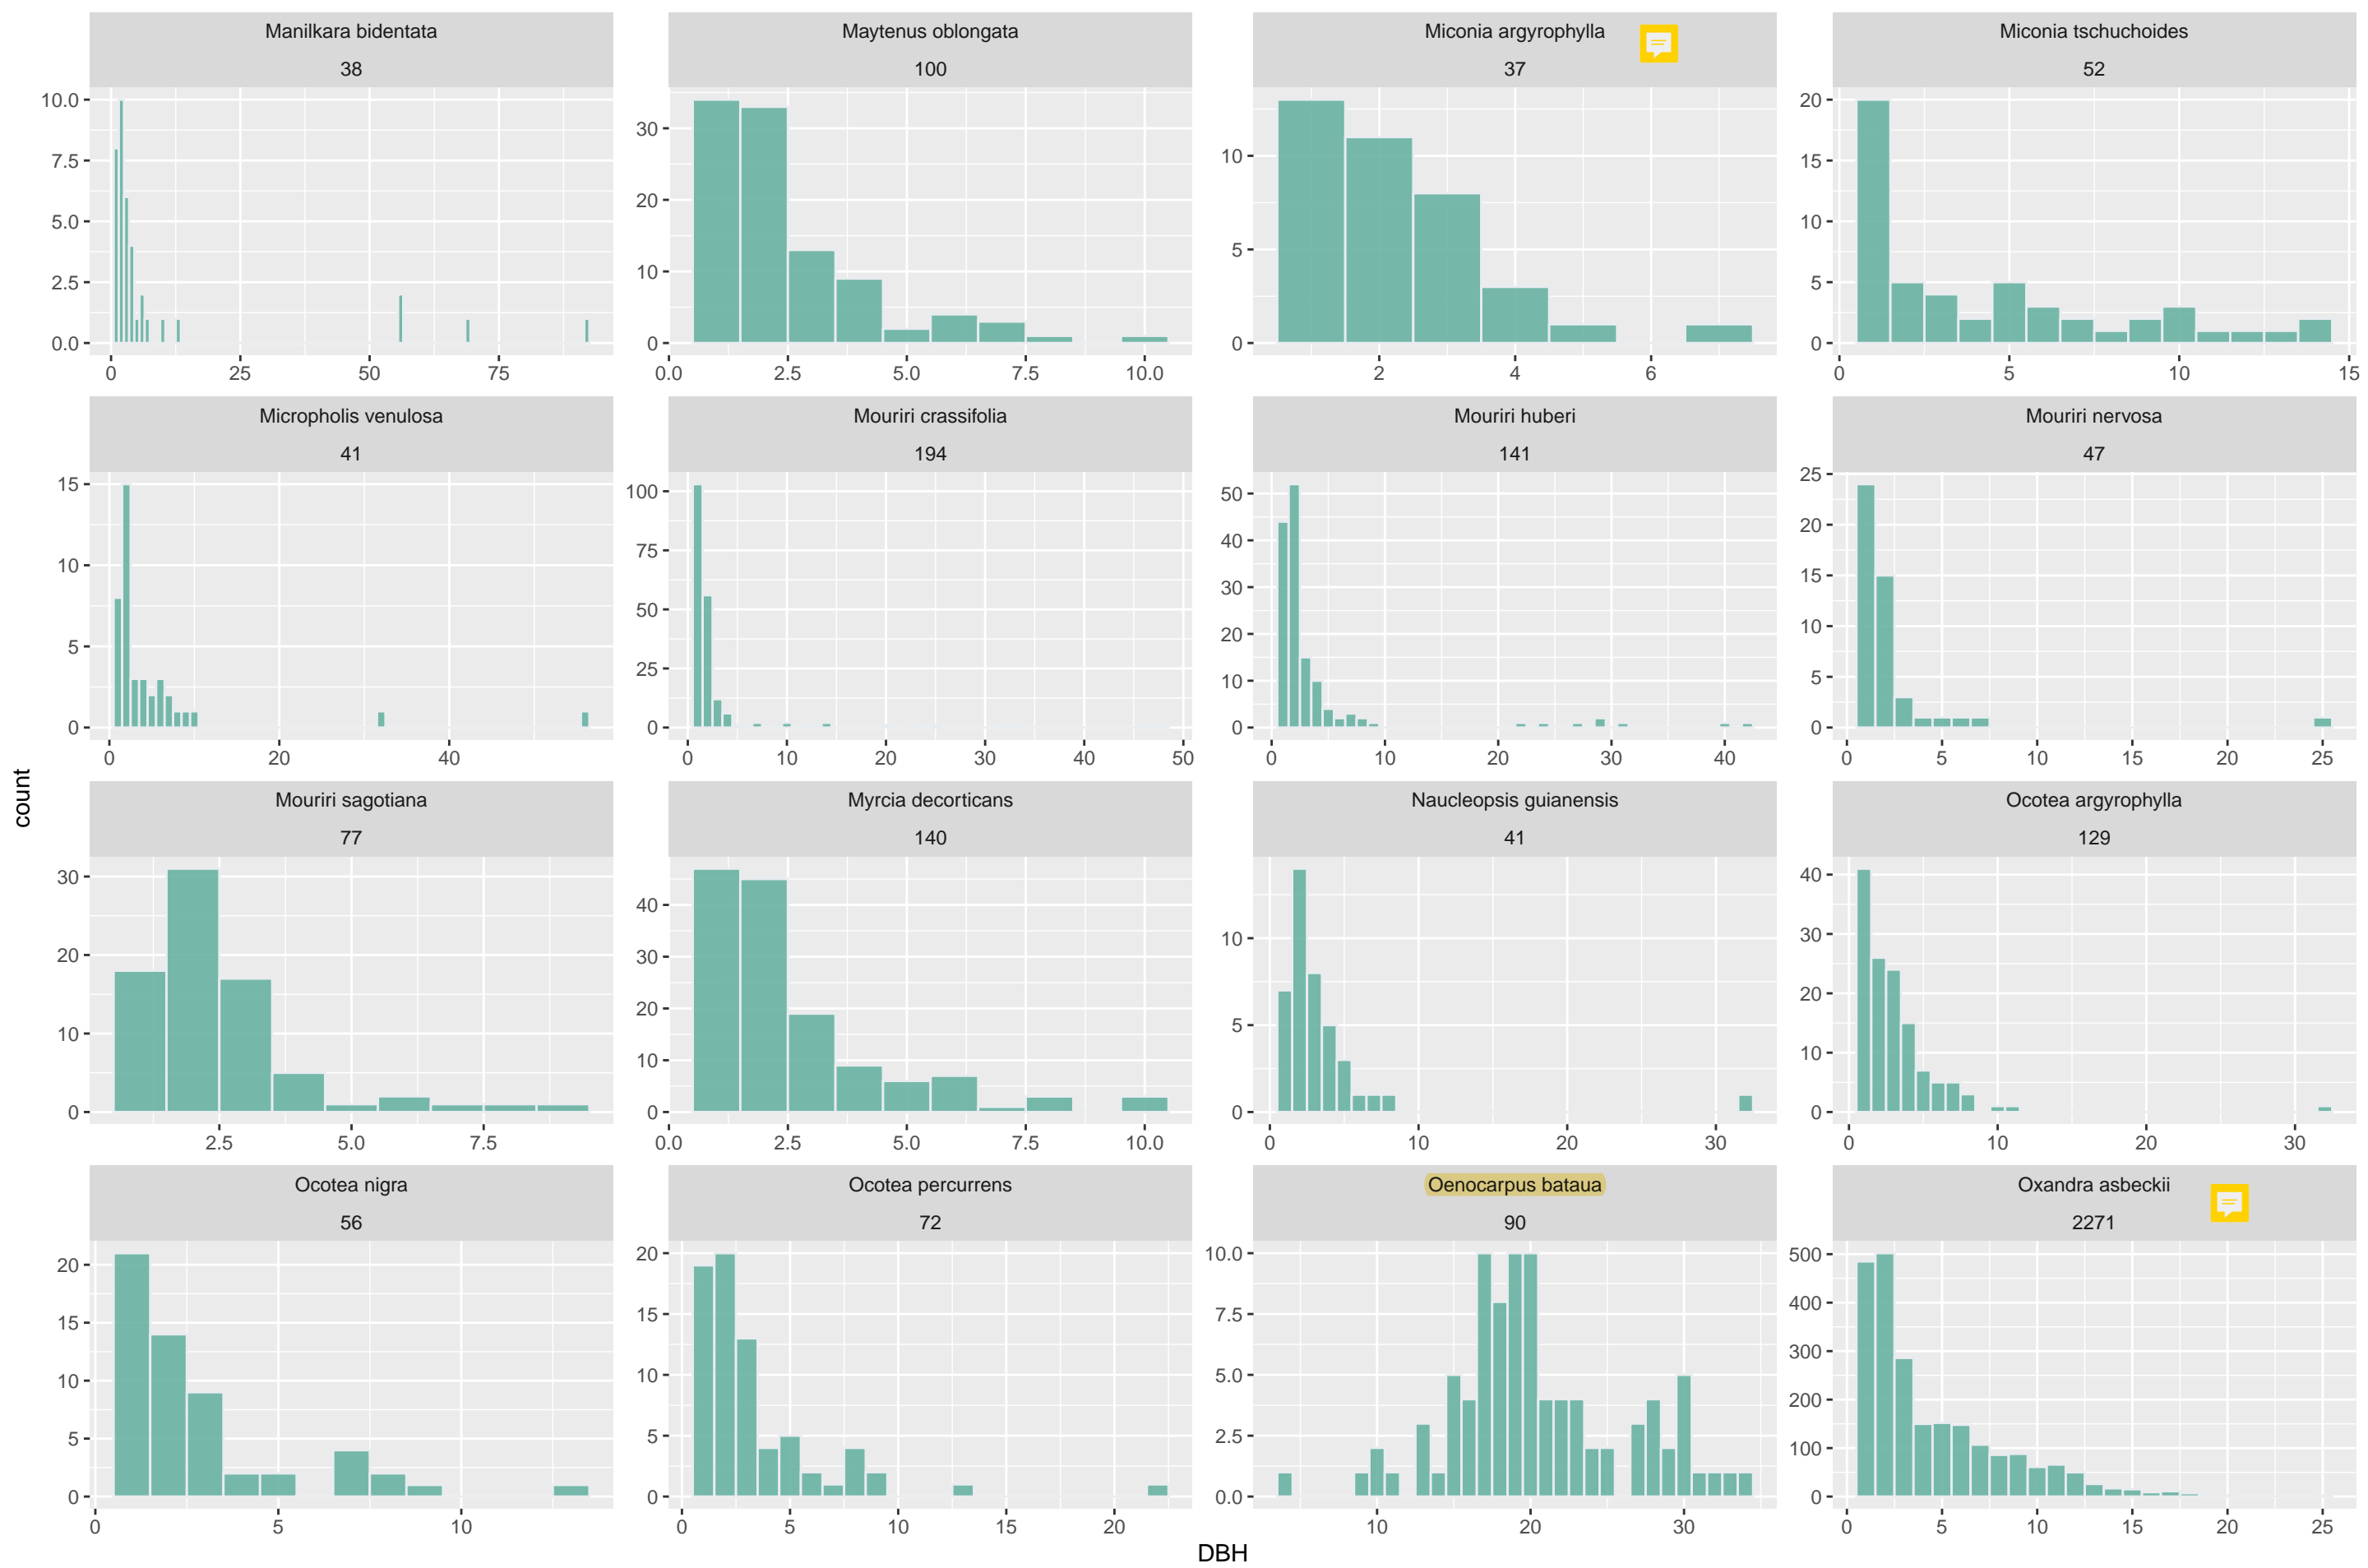 Manilkara bidentata
38
Maytenus oblongata
100
Miconia argyrophylla
37
Miconia tschuchoides
52
10.0
7.5
5.0
2.5
0.0
0 25 50 75
30
20
10
0
0.0 2.5 5.0 7.5 10.0
10
5
0
2 4 6
20
15
10
5
0
0 5 10 15
Micropholis venulosa
41
Mouriri crassifolia
194
Mouriri huberi
141
Mouriri nervosa
47
15
10
5
0
0 20 40
100
75
50
25
0
0 10 20 30 40 50
50
40
30
20
10
0
0 10 20 30 40
25
20
15
10
5
0
0 5 10 15 20 25
count
Mouriri sagotiana
77
Myrcia decorticans
140
Naucleopsis guianensis
41
Ocotea argyrophylla
129
30
20
10
0
2.5 5.0 7.5
40
30
20
10
0
0.0 2.5 5.0 7.5 10.0
10
5
0
0 10 20 30
40
30
20
10
0
0 10 20 30
Ocotea nigra
56
Ocotea percurrens
72
Oenocarpus bataua
90
Oxandra asbeckii
2271
20
15
10
5
0
0 5 10
20
15
10
5
0
0 5 10 15 20
10.0
7.5
5.0
2.5
0.0
10 20 30
500
400
300
200
100
0
0 5 10 15 20 25
DBH